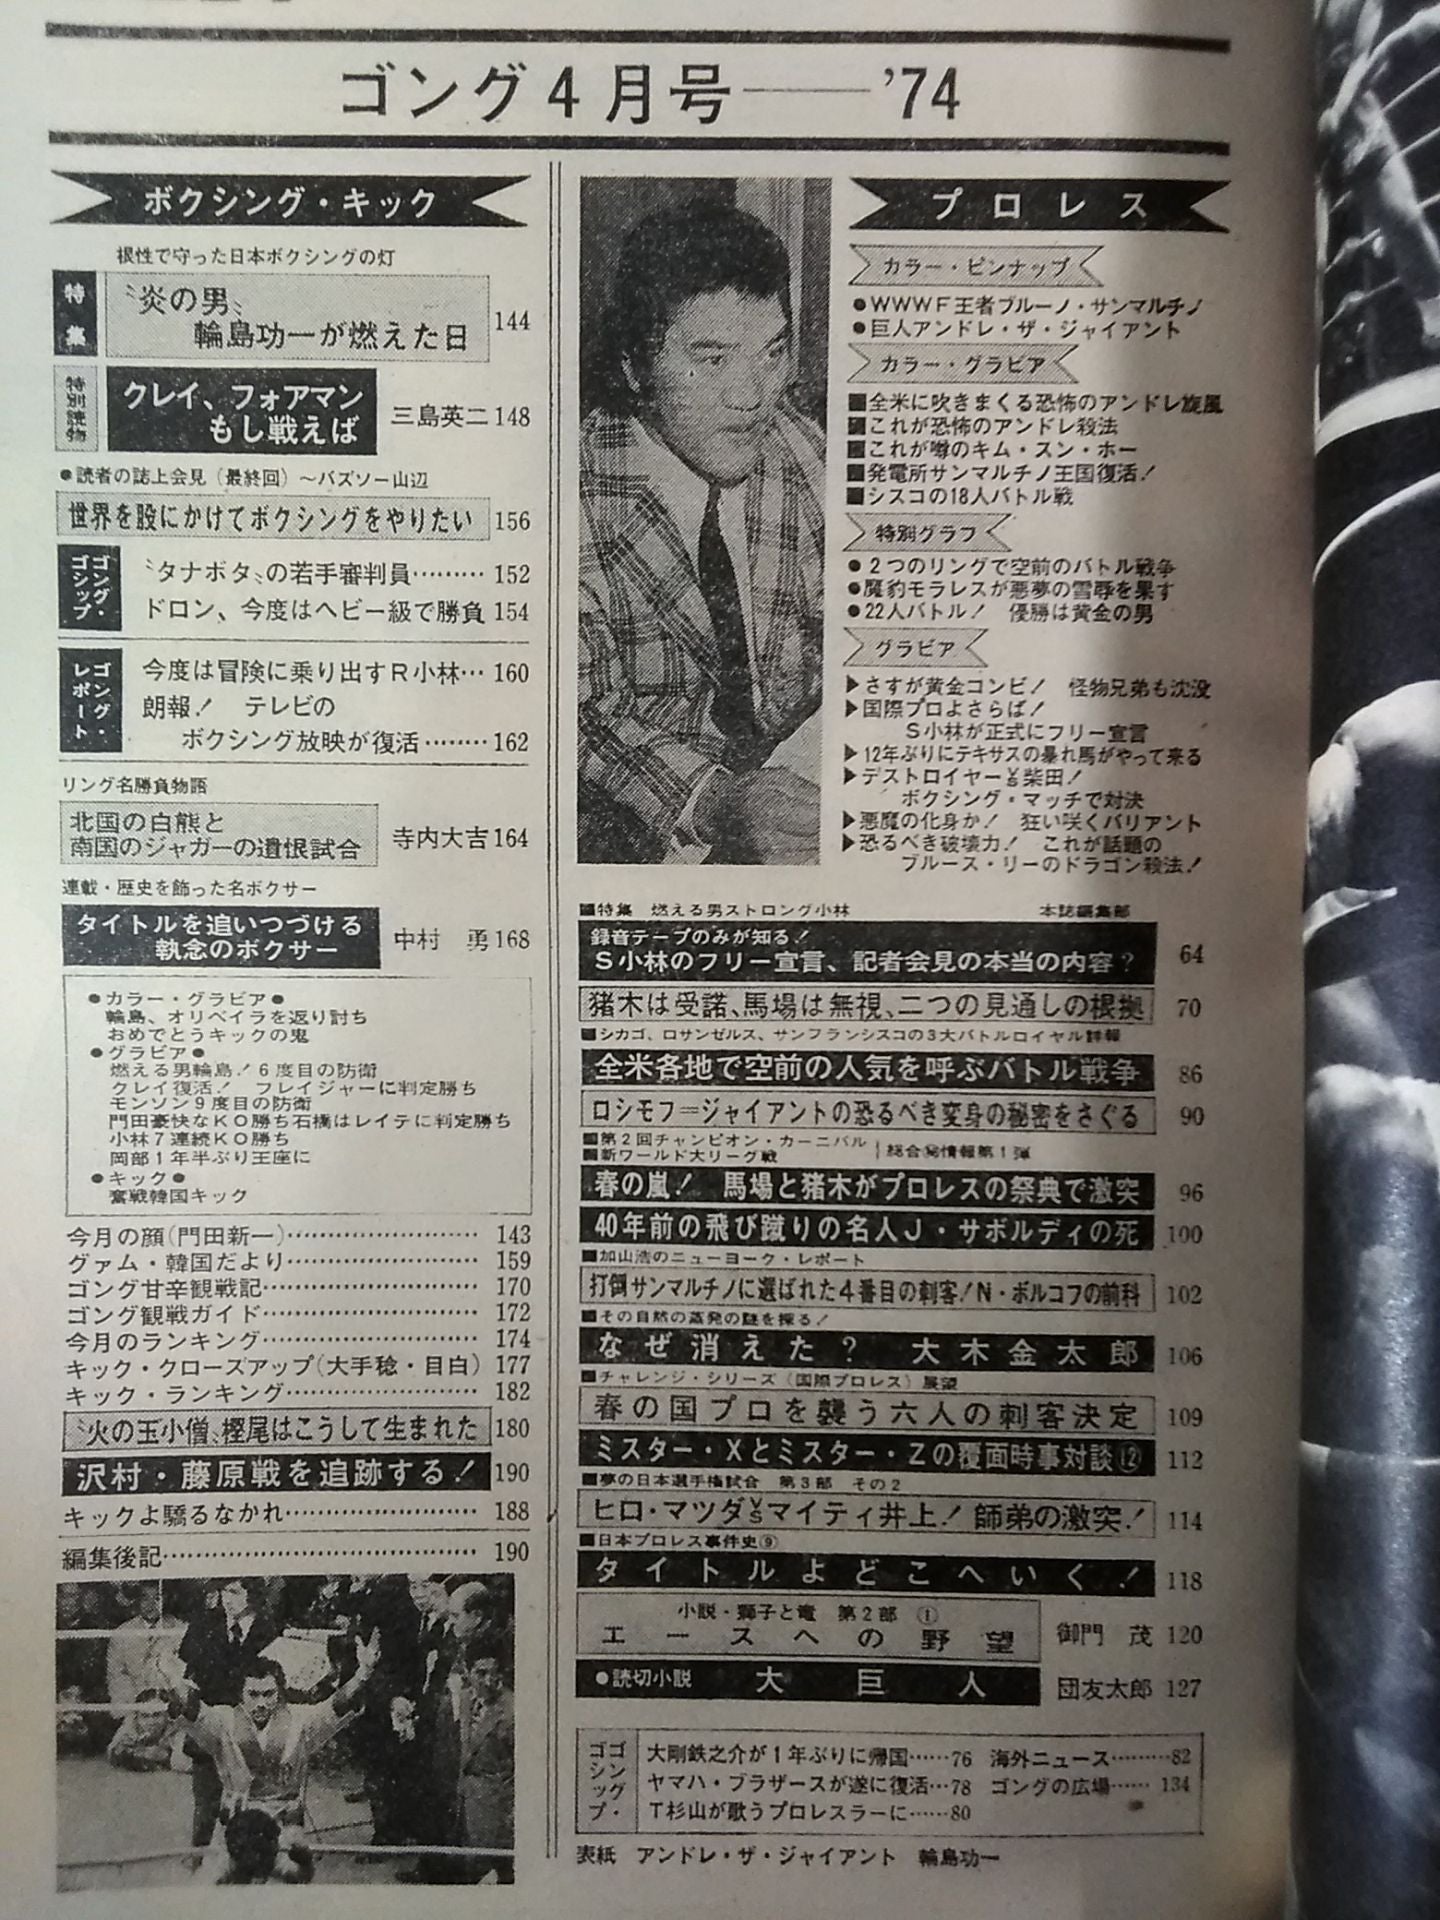 ゴング4月号──'74
ボクシング・キック
根性で守った日本ボクシングの灯
特集
〝炎の男〟
輪島功一が燃えた日 144
特別読物
クレイ、フォアマン
もし戦えば
三島英二 148
●読者の誌上会見(最終回)～バズソー山辺
世界を股にかけてボクシングをやりたい 156
ゴング・ゴシップ
〝タナボタ〟の若手審判員……… 152
ドロン、今度はヘビー級で勝負 154
ゴング・レポート
今度は冒険に乗り出すR小林… 160
朗報! テレビの
ボクシング放映が復活……… 162
リング名勝負物語
北国の白熊と
南国のジャガーの遺恨試合
寺内大吉 164
連載・歴史を飾った名ボクサー
タイトルを追いつづける
執念のボクサー
中村 勇 168
●カラー・グラビア●
輪島、オリベイラを返り討ち
おめでとうキックの鬼
●グラビア●
燃える男輪島!6度目の防衛
クレイ復活! フレイジャーに判定勝ち
モンソン9度目の防衛
門田豪快なKO勝ち石橋はレイテに判定勝ち
小林7連続KO勝ち
岡部1年半ぶり王座に
●キック●
奮戦韓国キック
今月の顔(門田新一)……………………… 143
グァム・韓国だより……………………… 159
ゴング甘辛観戦記……………………… 170
ゴング観戦ガイド……………………… 172
今月のランキング……………………… 174
キック・クローズアップ(大手稔・目白) 177
キック・ランキング……………………… 182
〝火の玉小僧〟樫尾はこうして生まれた 180
沢村・藤原戦を追跡する! 190
キックよ驕るなかれ……………………… 188
編集後記……………………………………… 190
プロレス
カラー・ピンナップ
●WWWF王者ブルーノ・サンマルチノ
●巨人アンドレ・ザ・ジャイアント
カラー・グラビア
■全米に吹きまくる恐怖のアンドレ旋風
■これが恐怖のアンドレ殺法
■これが噂のキム・スン・ホー
■発電所サンマルチノ王国復活!
■シスコの18人バトル戦
特別グラフ
●2つのリングで空前のバトル戦争
●魔豹モラレスが悪夢の雪辱を果す
●22人バトル! 優勝は黄金の男
グラビア
▶さすが黄金コンビ! 怪物兄弟も沈没
▶国際プロよさらば!
S小林が正式にフリー宣言
▶12年ぶりにテキサスの暴れ馬がやって来る
▶デストロイヤーvs柴田!
ボクシング・マッチで対決
▶悪魔の化身か! 狂い咲くバリアント
▶恐るべき破壊力! これが話題の
ブルース・リーのドラゴン殺法!
■特集 燃える男ストロング小林 本誌編集部
録音テープのみが知る!
S小林のフリー宣言、記者会見の本当の内容? 64
猪木は受諾、馬場は無視、二つの見通しの根拠 70
■シカゴ、ロサンゼルス、サンフランシスコの3大バトルロイヤル詳報
全米各地で空前の人気を呼ぶバトル戦争 86
ロシモフ=ジャイアントの恐るべき変身の秘密をさぐる 90
■第2回チャンピオン・カーニバル
■新ワールド大リーグ戦
総合㊙情報第1弾
春の嵐! 馬場と猪木がプロレスの祭典で激突 96
40年前の飛び蹴りの名人J・サボルディの死 100
■加山浩のニューヨーク・レポート
打倒サンマルチノに選ばれた4番目の刺客!N・ボルコフの前科 102
■その自然の蒸発の謎を探る!
なぜ消えた? 大木金太郎 106
■チャレンジ・シリーズ(国際プロレス)展望
春の国プロを襲う六人の刺客決定 109
ミスター・Xとミスター・Zの覆面時事対談⑫ 112
■夢の日本選手権試合 第3部 その2
ヒロ・マツダvsマイティ井上! 師弟の激突! 114
■日本プロレス事件史⑨
タイトルよどこへいく! 118
小説・獅子と竜 第2部 ①
エースへの野望
御門 茂 120
●読切小説 大巨人
団友太郎 127
ゴング・ゴシップ
大剛鉄之介が1年ぶりに帰国……76 海外ニュース………82
ヤマハ・ブラザースが遂に復活…78 ゴングの広場…… 134
T杉山が歌うプロレスラーに……80
表紙 アンドレ・ザ・ジャイアント 輪島功一